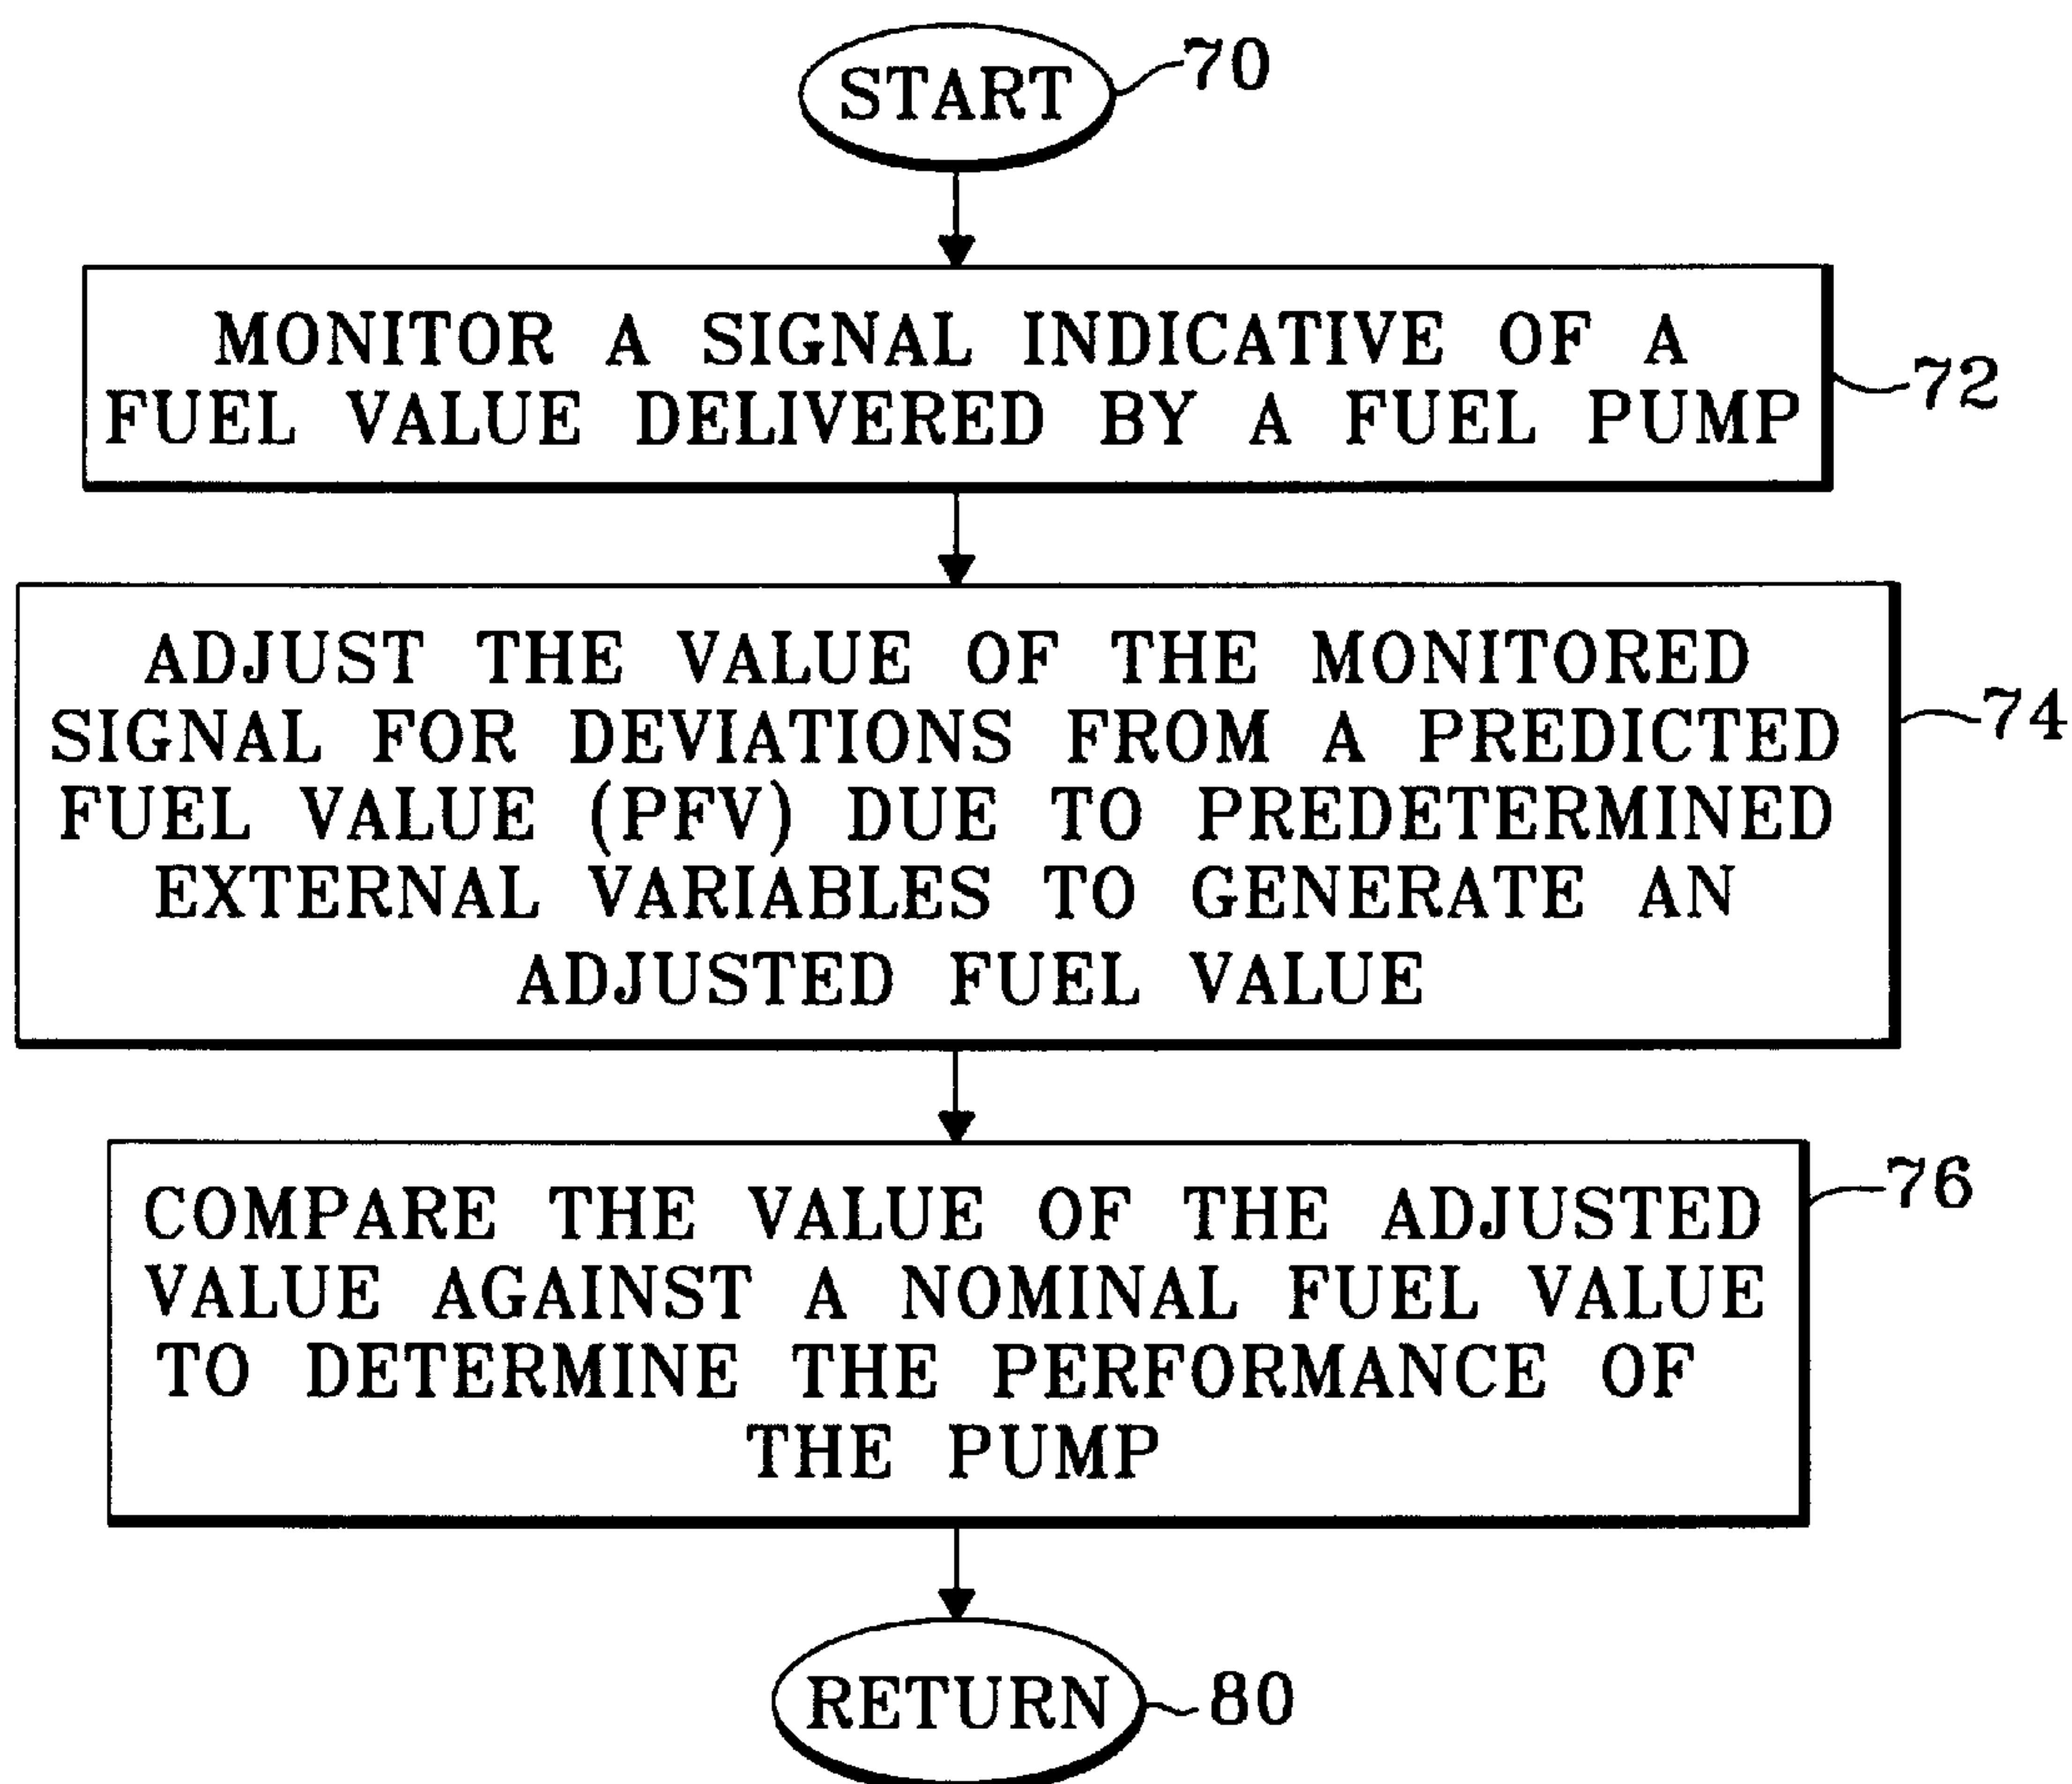 START
70
MONITOR A SIGNAL INDICATIVE OF A
FUEL VALUE DELIVERED BY A FUEL PUMP
72
ADJUST THE VALUE OF THE MONITORED
SIGNAL FOR DEVIATIONS FROM A PREDICTED
FUEL VALUE (PFV) DUE TO PREDETERMINED
EXTERNAL VARIABLES TO GENERATE AN
ADJUSTED FUEL VALUE
74
COMPARE THE VALUE OF THE ADJUSTED
VALUE AGAINST A NOMINAL FUEL VALUE
TO DETERMINE THE PERFORMANCE OF
THE PUMP
76
RETURN
80